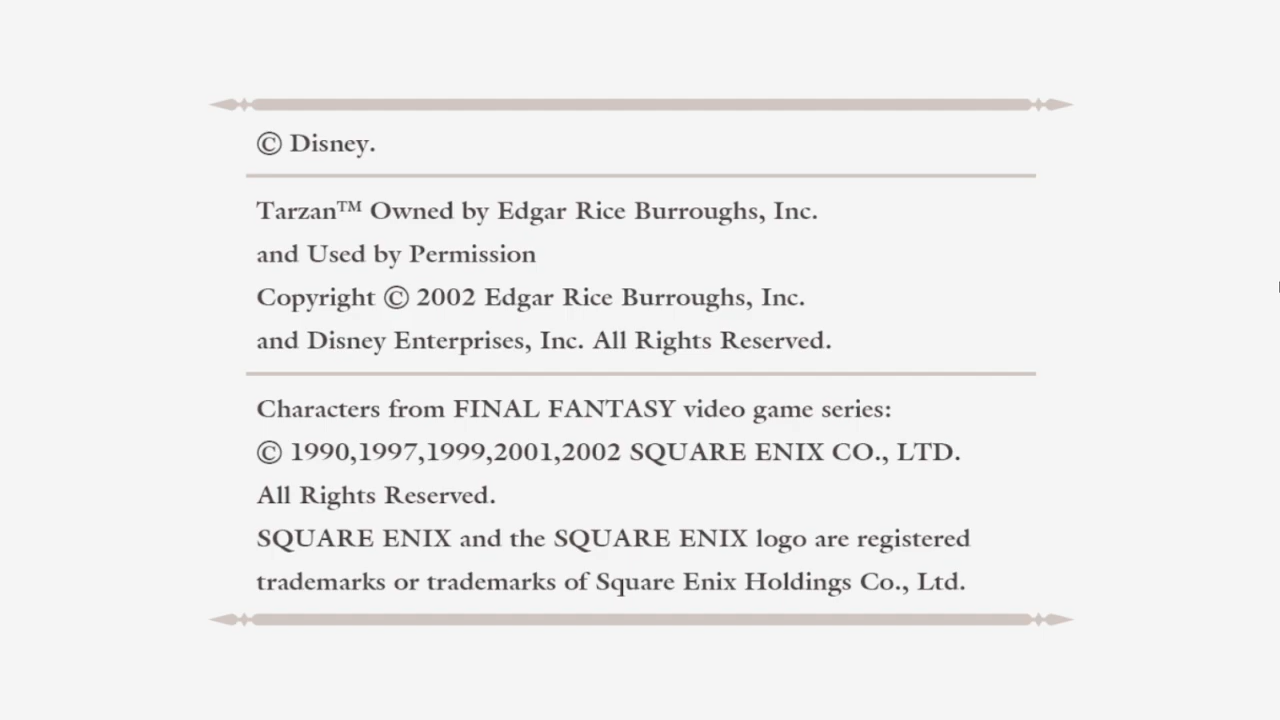 © Disney.
Tarzan™ Owned by Edgar Rice Burroughs, Inc.
and Used by Permission
Copyright © 2002 Edgar Rice Burroughs, Inc.
and Disney Enterprises, Inc. All Rights Reserved.
Characters from FINAL FANTASY video game series:
© 1990,1997,1999,2001,2002 SQUARE ENIX CO., LTD.
All Rights Reserved.
SQUARE ENIX and the SQUARE ENIX logo are registered
trademarks or trademarks of Square Enix Holdings Co., Ltd.